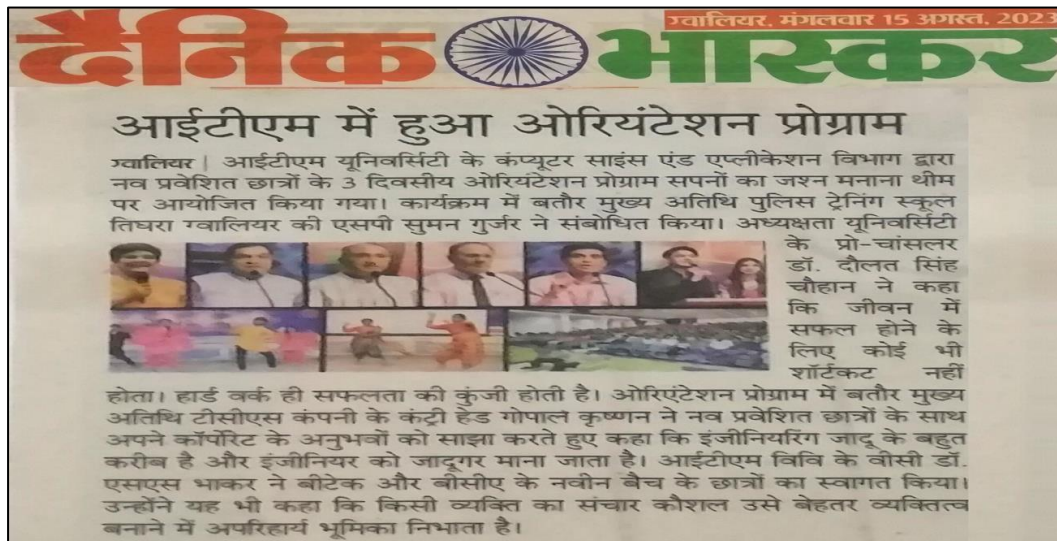 ग्वालियर, मंगलवार 15 अगस्त, 2023
दैनिक भास्कर
आईटीएम में हुआ ओरियंटेशन प्रोग्राम
ग्वालियर | आईटीएम यूनिवर्सिटी के कंप्यूटर साइंस एंड एप्लीकेशन विभाग द्वारा
नव प्रवेशित छात्रों के 3 दिवसीय ओरियंटेशन प्रोग्राम सपनों का जश्न मनाना थीम
पर आयोजित किया गया। कार्यक्रम में बतौर मुख्य अतिथि पुलिस ट्रेनिंग स्कूल
तिघरा ग्वालियर की एसपी सुमन गुर्जर ने संबोधित किया। अध्यक्षता यूनिवर्सिटी
के प्रो-चांसलर
डॉ. दौलत सिंह
चौहान ने कहा
कि जीवन में
सफल होने के
लिए कोई भी
शॉर्टकट नहीं
होता। हार्ड वर्क ही सफलता की कुंजी होती है। ओरिएंटेशन प्रोग्राम में बतौर मुख्य
अतिथि टीसीएस कंपनी के कंट्री हेड गोपाल कृष्णन ने नव प्रवेशित छात्रों के साथ
अपने कॉर्पोरेट के अनुभवों को साझा करते हुए कहा कि इंजीनियरिंग जादू के बहुत
करीब है और इंजीनियर को जादूगर माना जाता है। आईटीएम विवि के वीसी डॉ.
एसएस भाकर ने बीटेक और बीसीए के नवीन बैच के छात्रों का स्वागत किया।
उन्होंने यह भी कहा कि किसी व्यक्ति का संचार कौशल उसे बेहतर व्यक्तित्व
बनाने में अपरिहार्य भूमिका निभाता है।